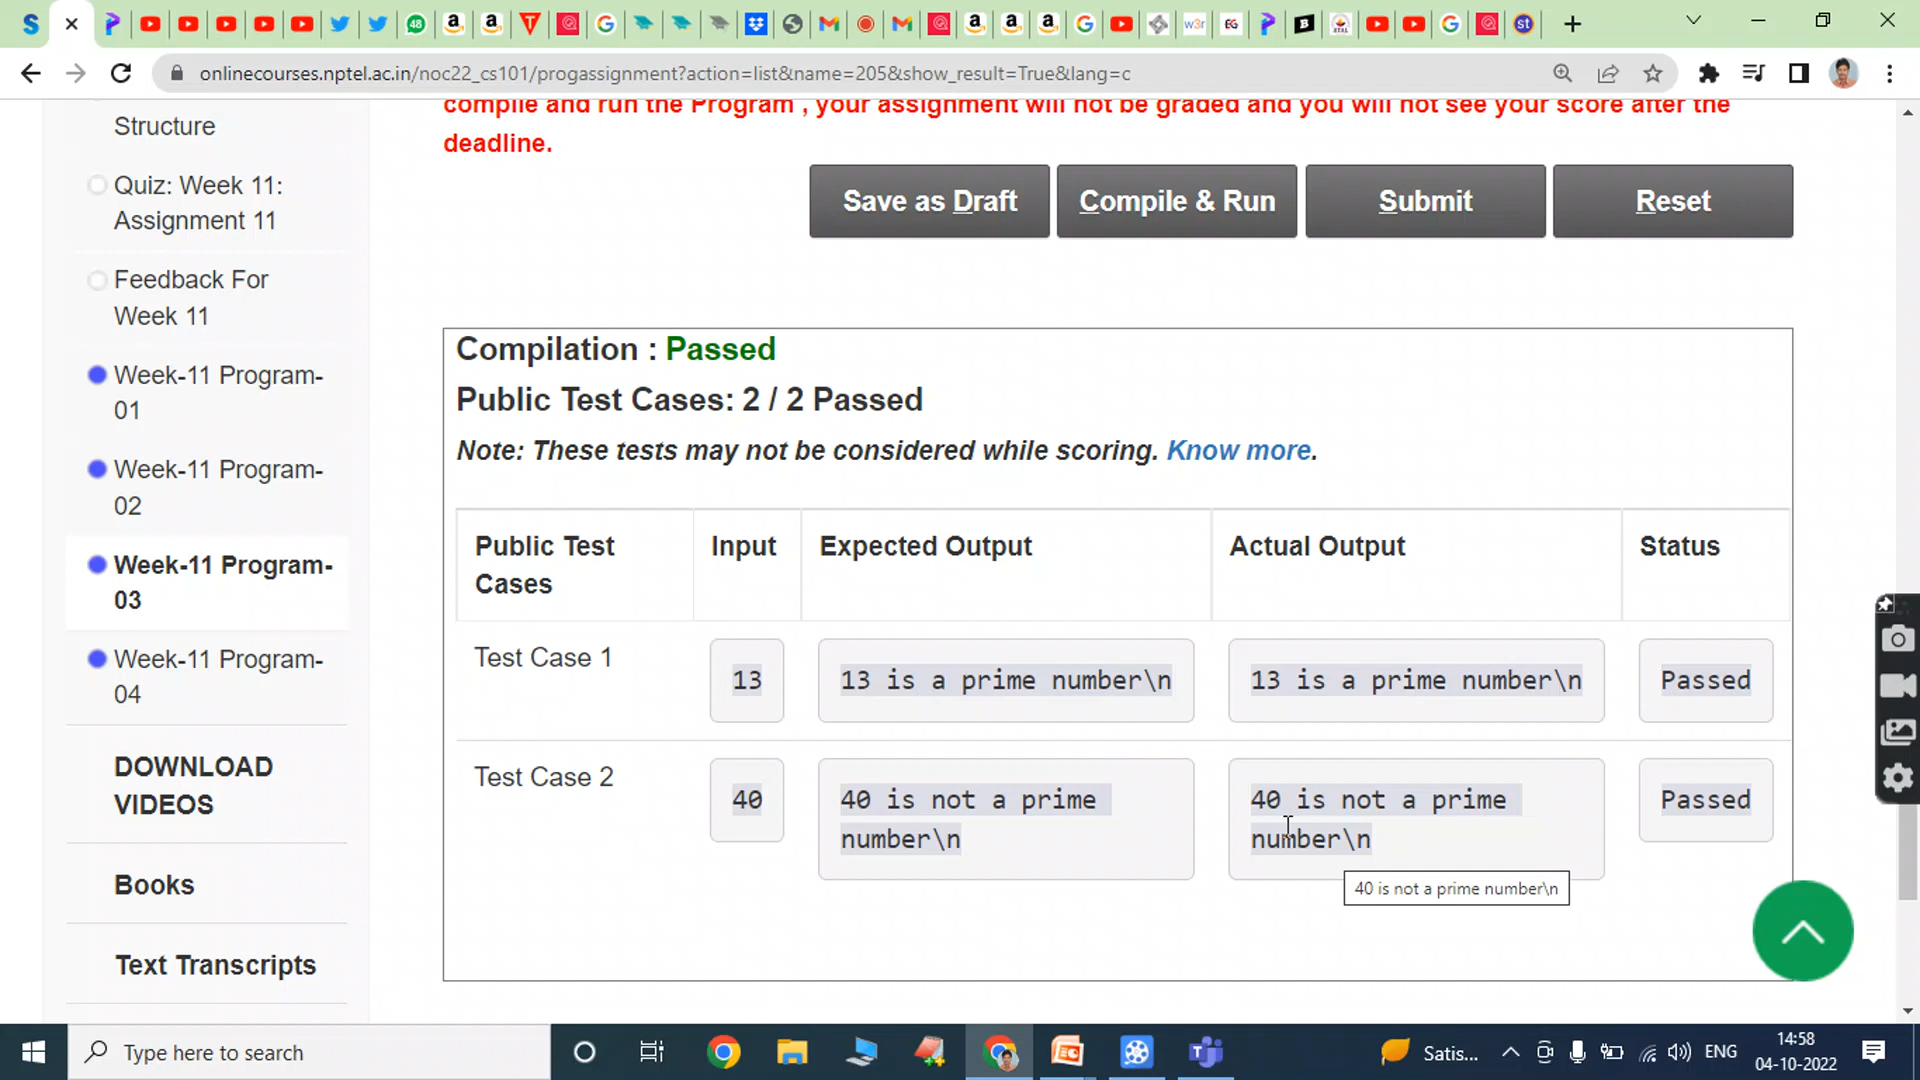 onlinecourses.nptel.ac.in/noc22_cs101/progassignment?action=list&name=205&show_result=True&lang=c
compile and run the Program , your assignment will not be graded and you will not see your score after the
deadline.
Save as Draft
Compile & Run
Submit
Reset
Structure
Quiz: Week 11:
Assignment 11
Feedback For
Week 11
Week-11 Program-
01
Week-11 Program-
02
Week-11 Program-
03
Week-11 Program-
04
DOWNLOAD
VIDEOS
Books
Text Transcripts
Compilation : Passed
Public Test Cases: 2 / 2 Passed
Note: These tests may not be considered while scoring. Know more.
Public Test
Cases
Input
Expected Output
Actual Output
Status
Test Case 1
13
13 is a prime number\n
13 is a prime number\n
Passed
Test Case 2
40
40 is not a prime
number\n
40 is not a prime
number\n
Passed
40 is not a prime number\n
Type here to search
Satis...
ENG
14:58
04-10-2022